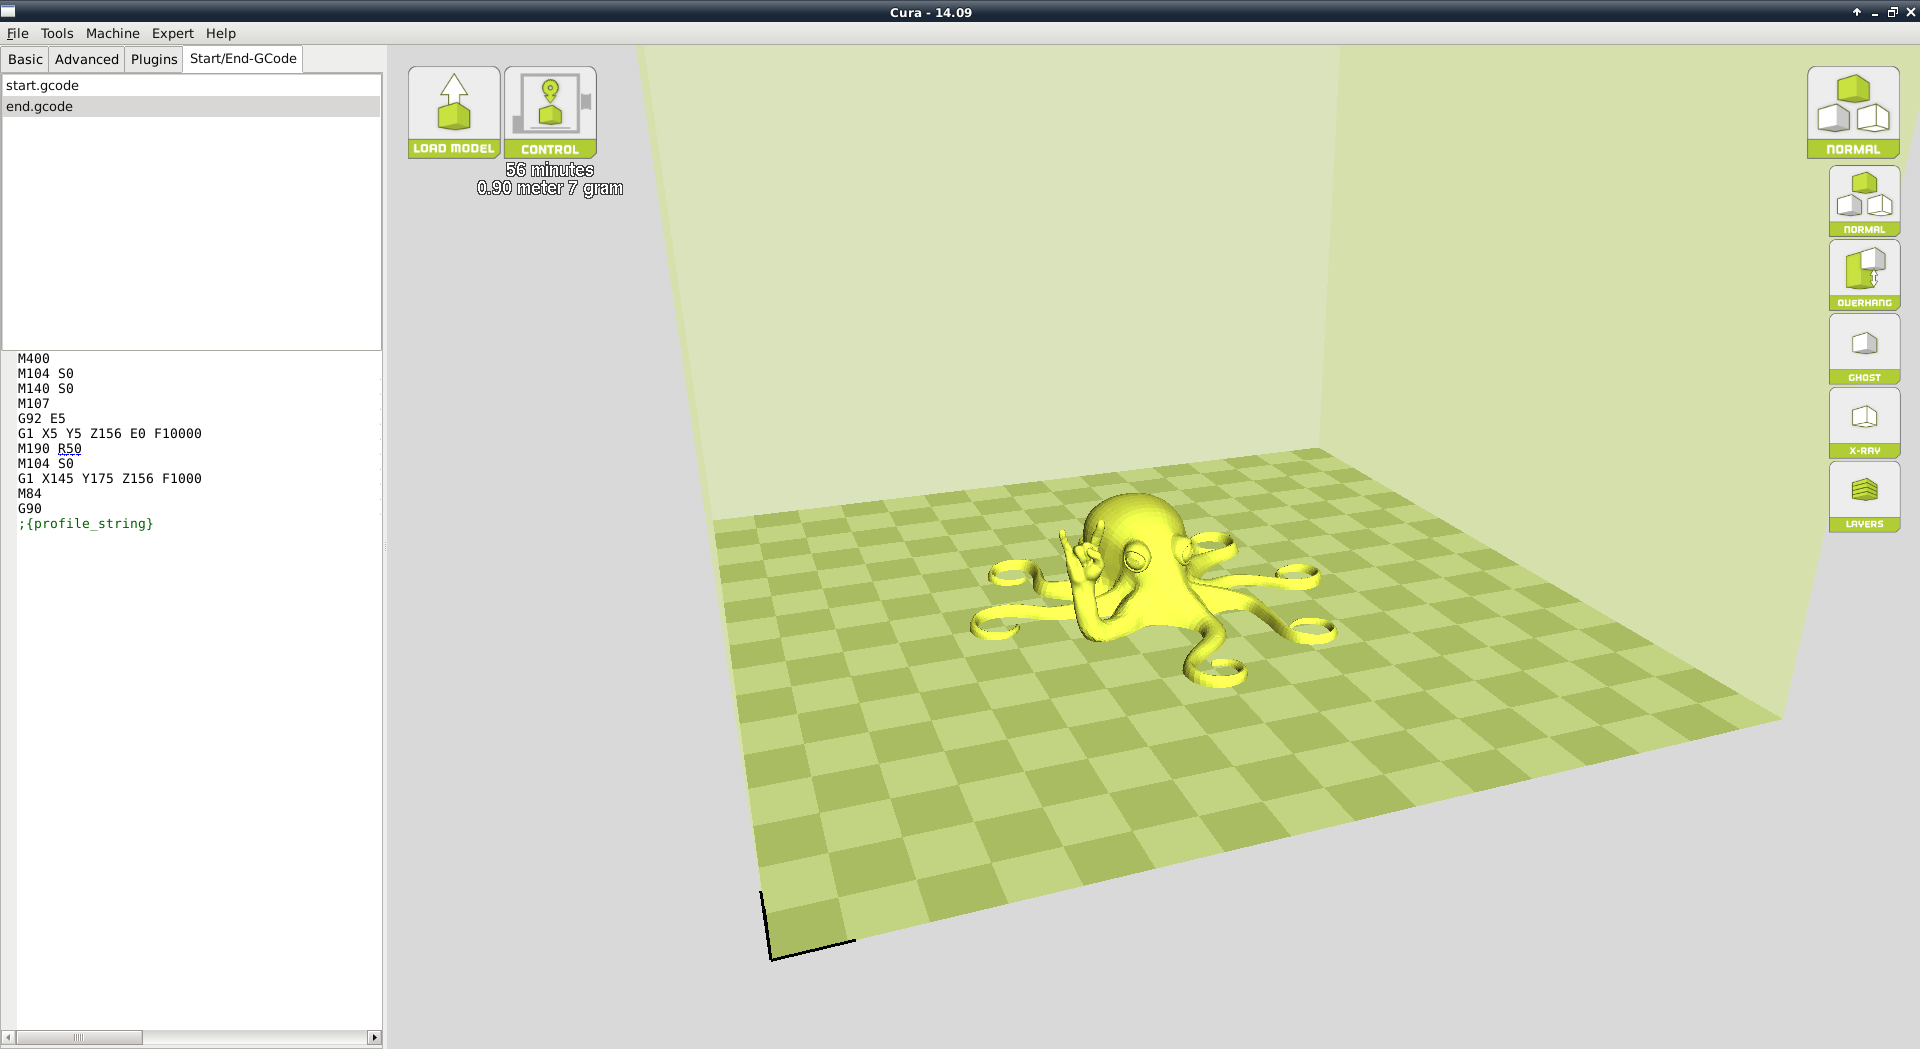 Cura - 14.09
File Tools Machine Expert Help
Basic Advanced Plugins Start/End-GCode
start.gcode
end.gcode
M400
M104 S0
M140 S0
M107
G92 E5
G1 X5 Y5 Z156 E0 F10000
M190 R50
M104 S0
G1 X145 Y175 Z156 F1000
M84
G90
;{profile_string}
LOAD MODEL
CONTROL
56 minutes
0.90 meter 7 gram
NORMAL
NORMAL
OVERHANG
GHOST
X-RAY
LAYERS